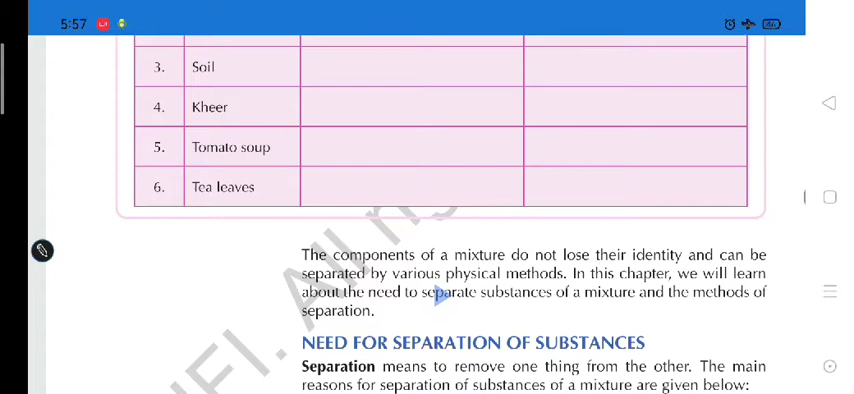 5:57
3. Soil
4. Kheer
5. Tomato soup
6. Tea leaves
The components of a mixture do not lose their identity and can be
separated by various physical methods. In this chapter, we will learn
about the need to separate substances of a mixture and the methods of
separation.
NEED FOR SEPARATION OF SUBSTANCES
Separation means to remove one thing from the other. The main
reasons for separation of substances of a mixture are given below: